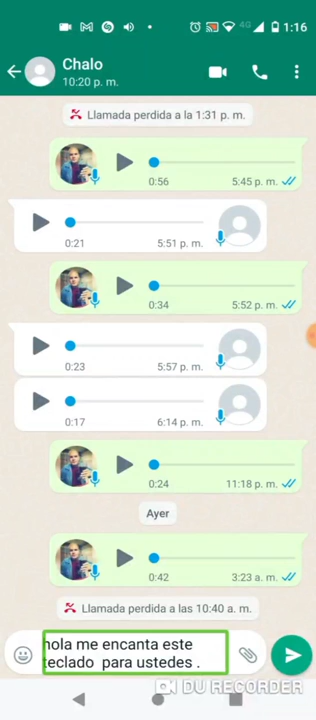 4G 1:16
Chalo
10:20 p. m.
Llamada perdida a la 1:31 p. m.
0:56 5:45 p. m.
0:21 5:51 p. m.
0:34 5:52 p. m.
0:23 5:57 p. m.
0:17 6:14 p. m.
0:24 11:18 p. m.
Ayer
0:42 3:23 a. m.
Llamada perdida a las 10:40 a. m.
hola me encanta este
teclado para ustedes .
DU RECORDER